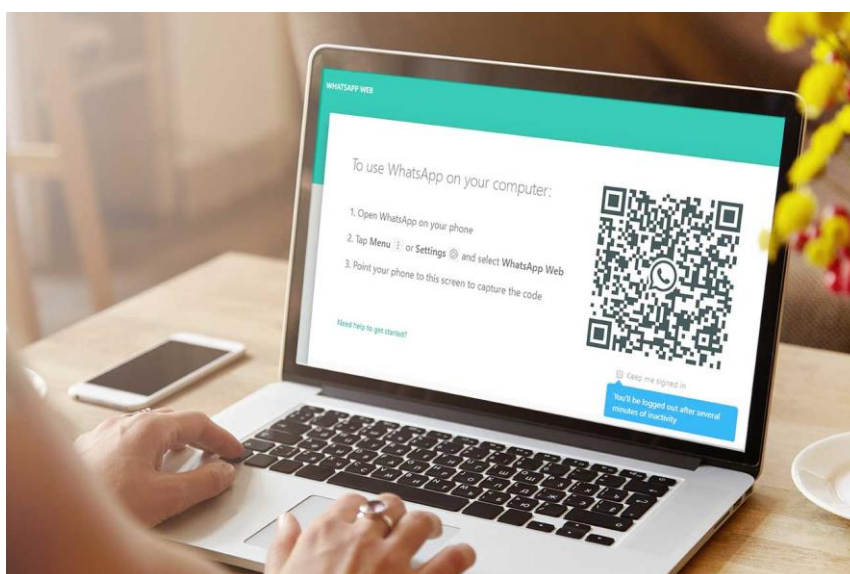 WHATSAPP WEB
To use WhatsApp on your computer:
1. Open WhatsApp on your phone
2. Tap Menu or Settings and select WhatsApp Web
3. Point your phone to this screen to capture the code
Need help to get started?
Keep me signed in
You'll be logged out after several
minutes of inactivity